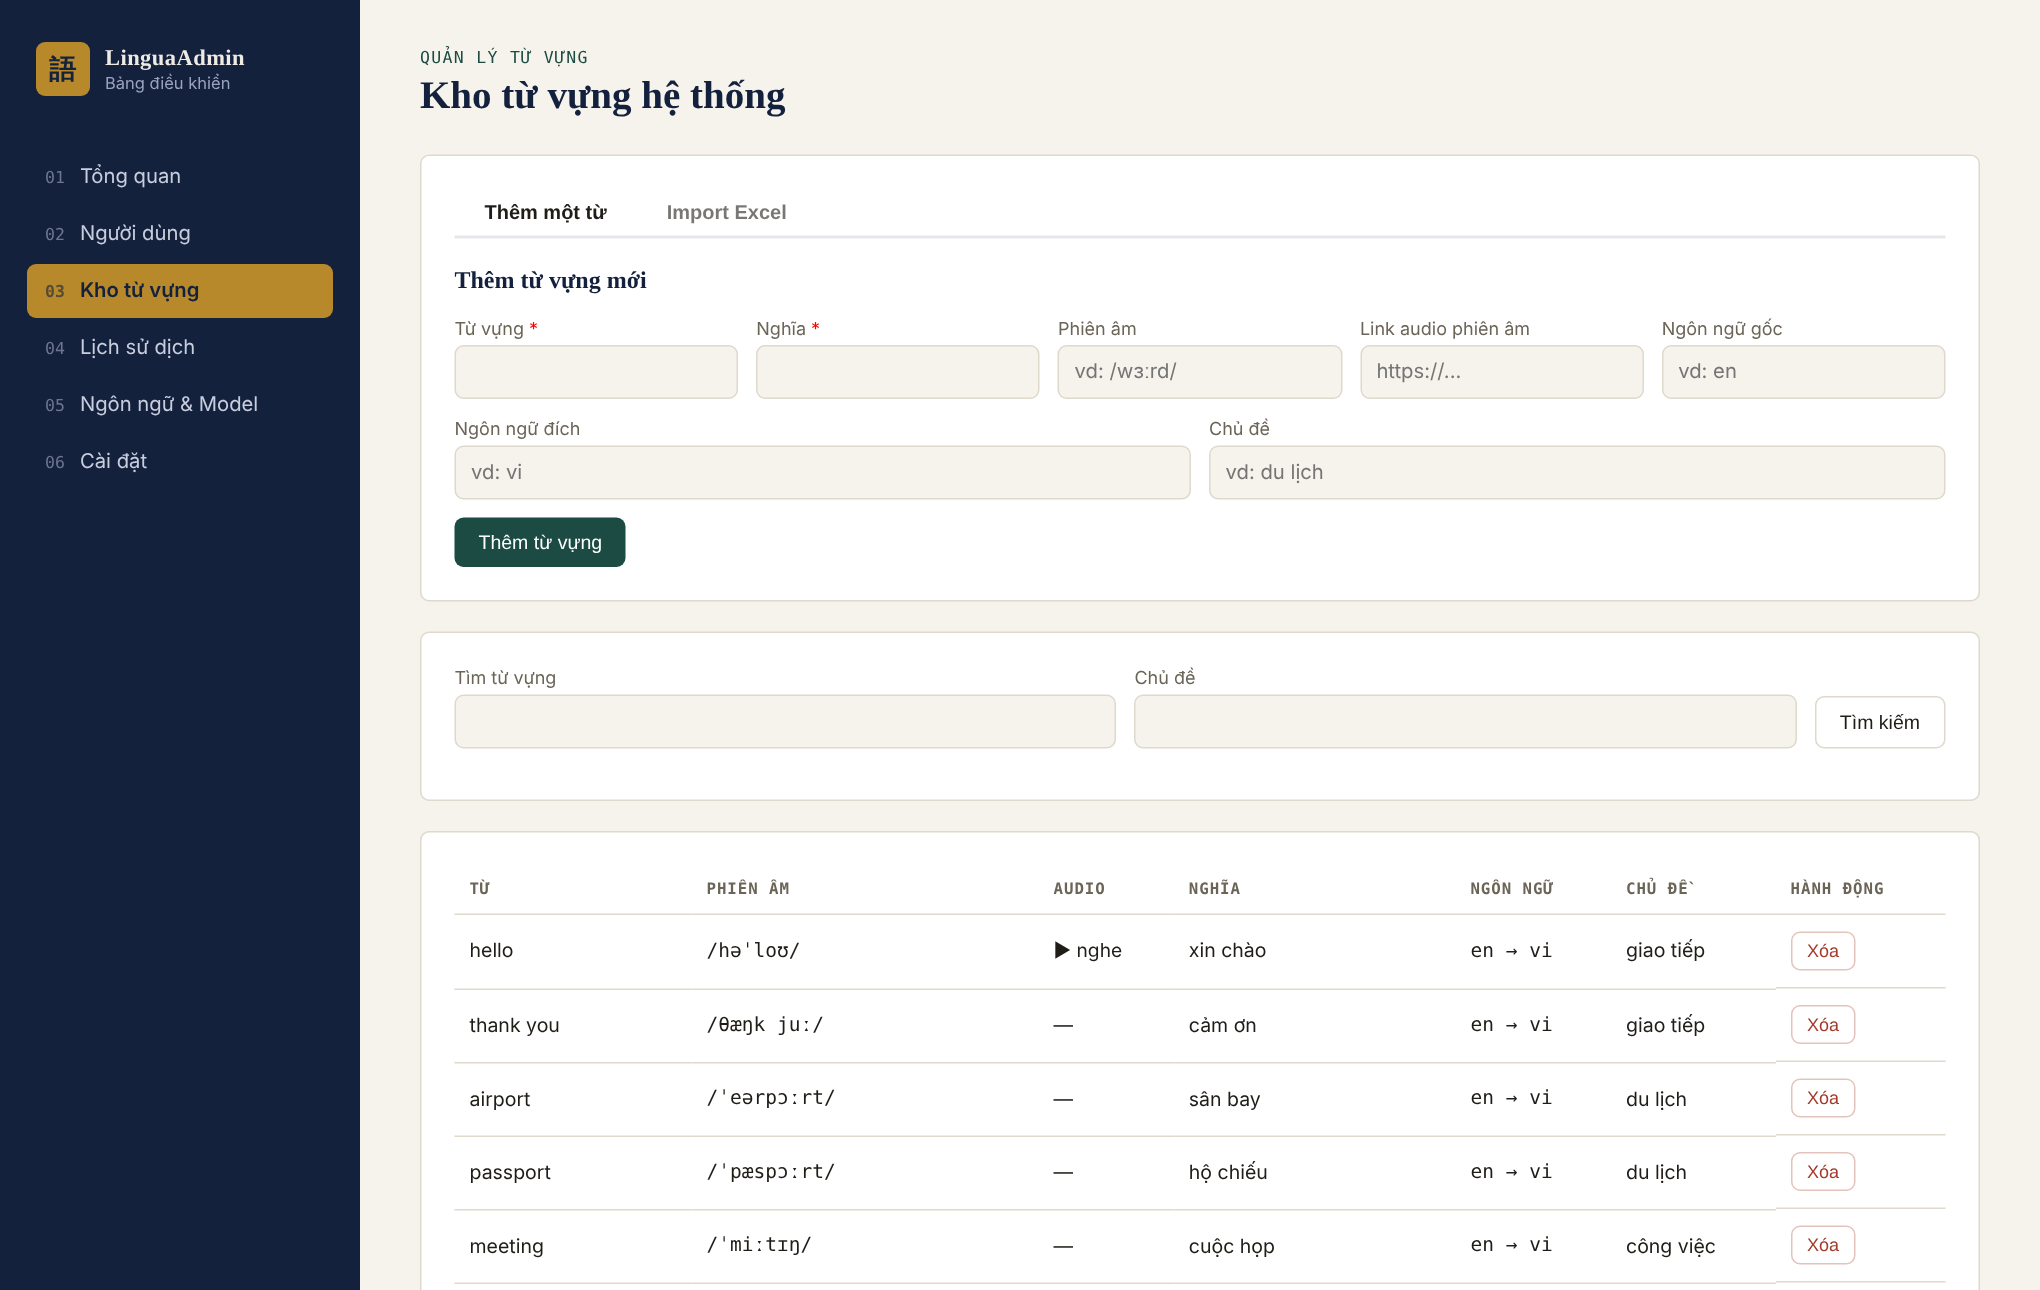 語
LinguaAdmin
Bảng điều khiển
01 Tổng quan
02 Người dùng
03 Kho từ vựng
04 Lịch sử dịch
05 Ngôn ngữ & Model
06 Cài đặt
QUẢN LÝ TỪ VỰNG
Kho từ vựng hệ thống
Thêm một từ Import Excel
Thêm từ vựng mới
Từ vựng * Nghĩa * Phiên âm Link audio phiên âm Ngôn ngữ gốc
vd: /wɜːrd/ https://... vd: en
Ngôn ngữ đích Chủ đề
vd: vi vd: du lịch
Thêm từ vựng
Tìm từ vựng Chủ đề
Tìm kiếm
TỪ PHIÊN ÂM AUDIO NGHĨA NGÔN NGỮ CHỦ ĐỀ HÀNH ĐỘNG
hello /həˈloʊ/ ▶ nghe xin chào en → vi giao tiếp Xóa
thank you /θæŋk juː/ — cảm ơn en → vi giao tiếp Xóa
airport /ˈeərpɔːrt/ — sân bay en → vi du lịch Xóa
passport /ˈpæspɔːrt/ — hộ chiếu en → vi du lịch Xóa
meeting /ˈmiːtɪŋ/ — cuộc họp en → vi công việc Xóa